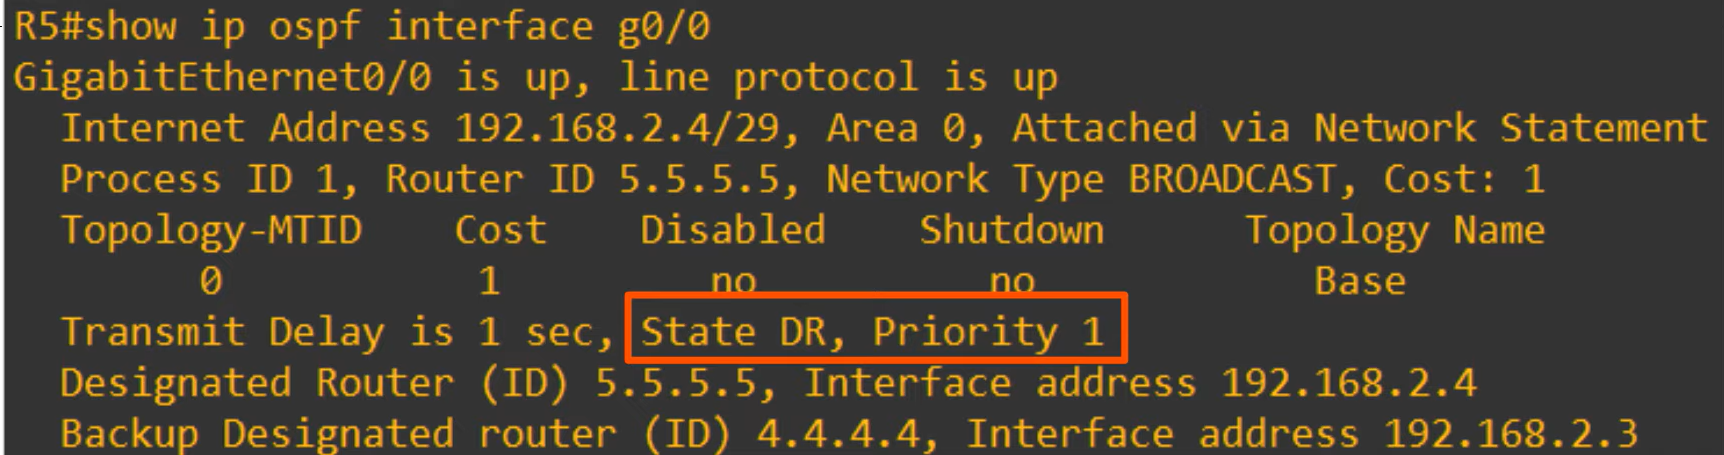 R5#show ip ospf interface g0/0
GigabitEthernet0/0 is up, line protocol is up
Internet Address 192.168.2.4/29, Area 0, Attached via Network Statement
Process ID 1, Router ID 5.5.5.5, Network Type BROADCAST, Cost: 1
Topology-MTID Cost Disabled Shutdown Topology Name
0 1 no no Base
Transmit Delay is 1 sec, State DR, Priority 1
Designated Router (ID) 5.5.5.5, Interface address 192.168.2.4
Backup Designated router (ID) 4.4.4.4, Interface address 192.168.2.3